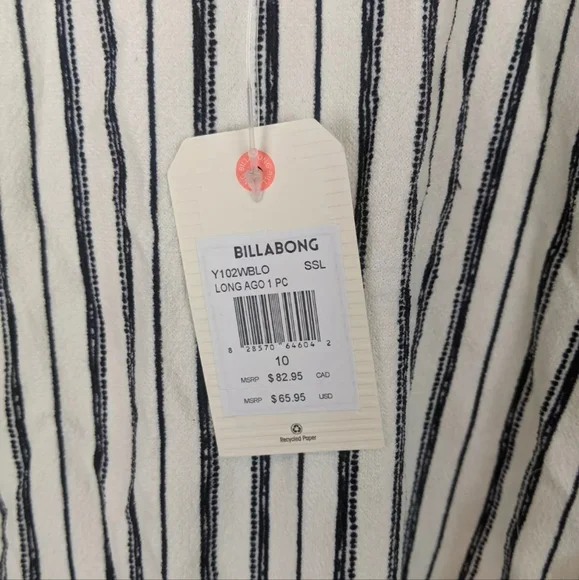 BILLABONG
Y102WBLO SSL
LONG AGO 1 PC
8 28570 64604 2
10
MSRP $ 82.95 CAD
MSRP $ 65.95 USD
Recycled Paper